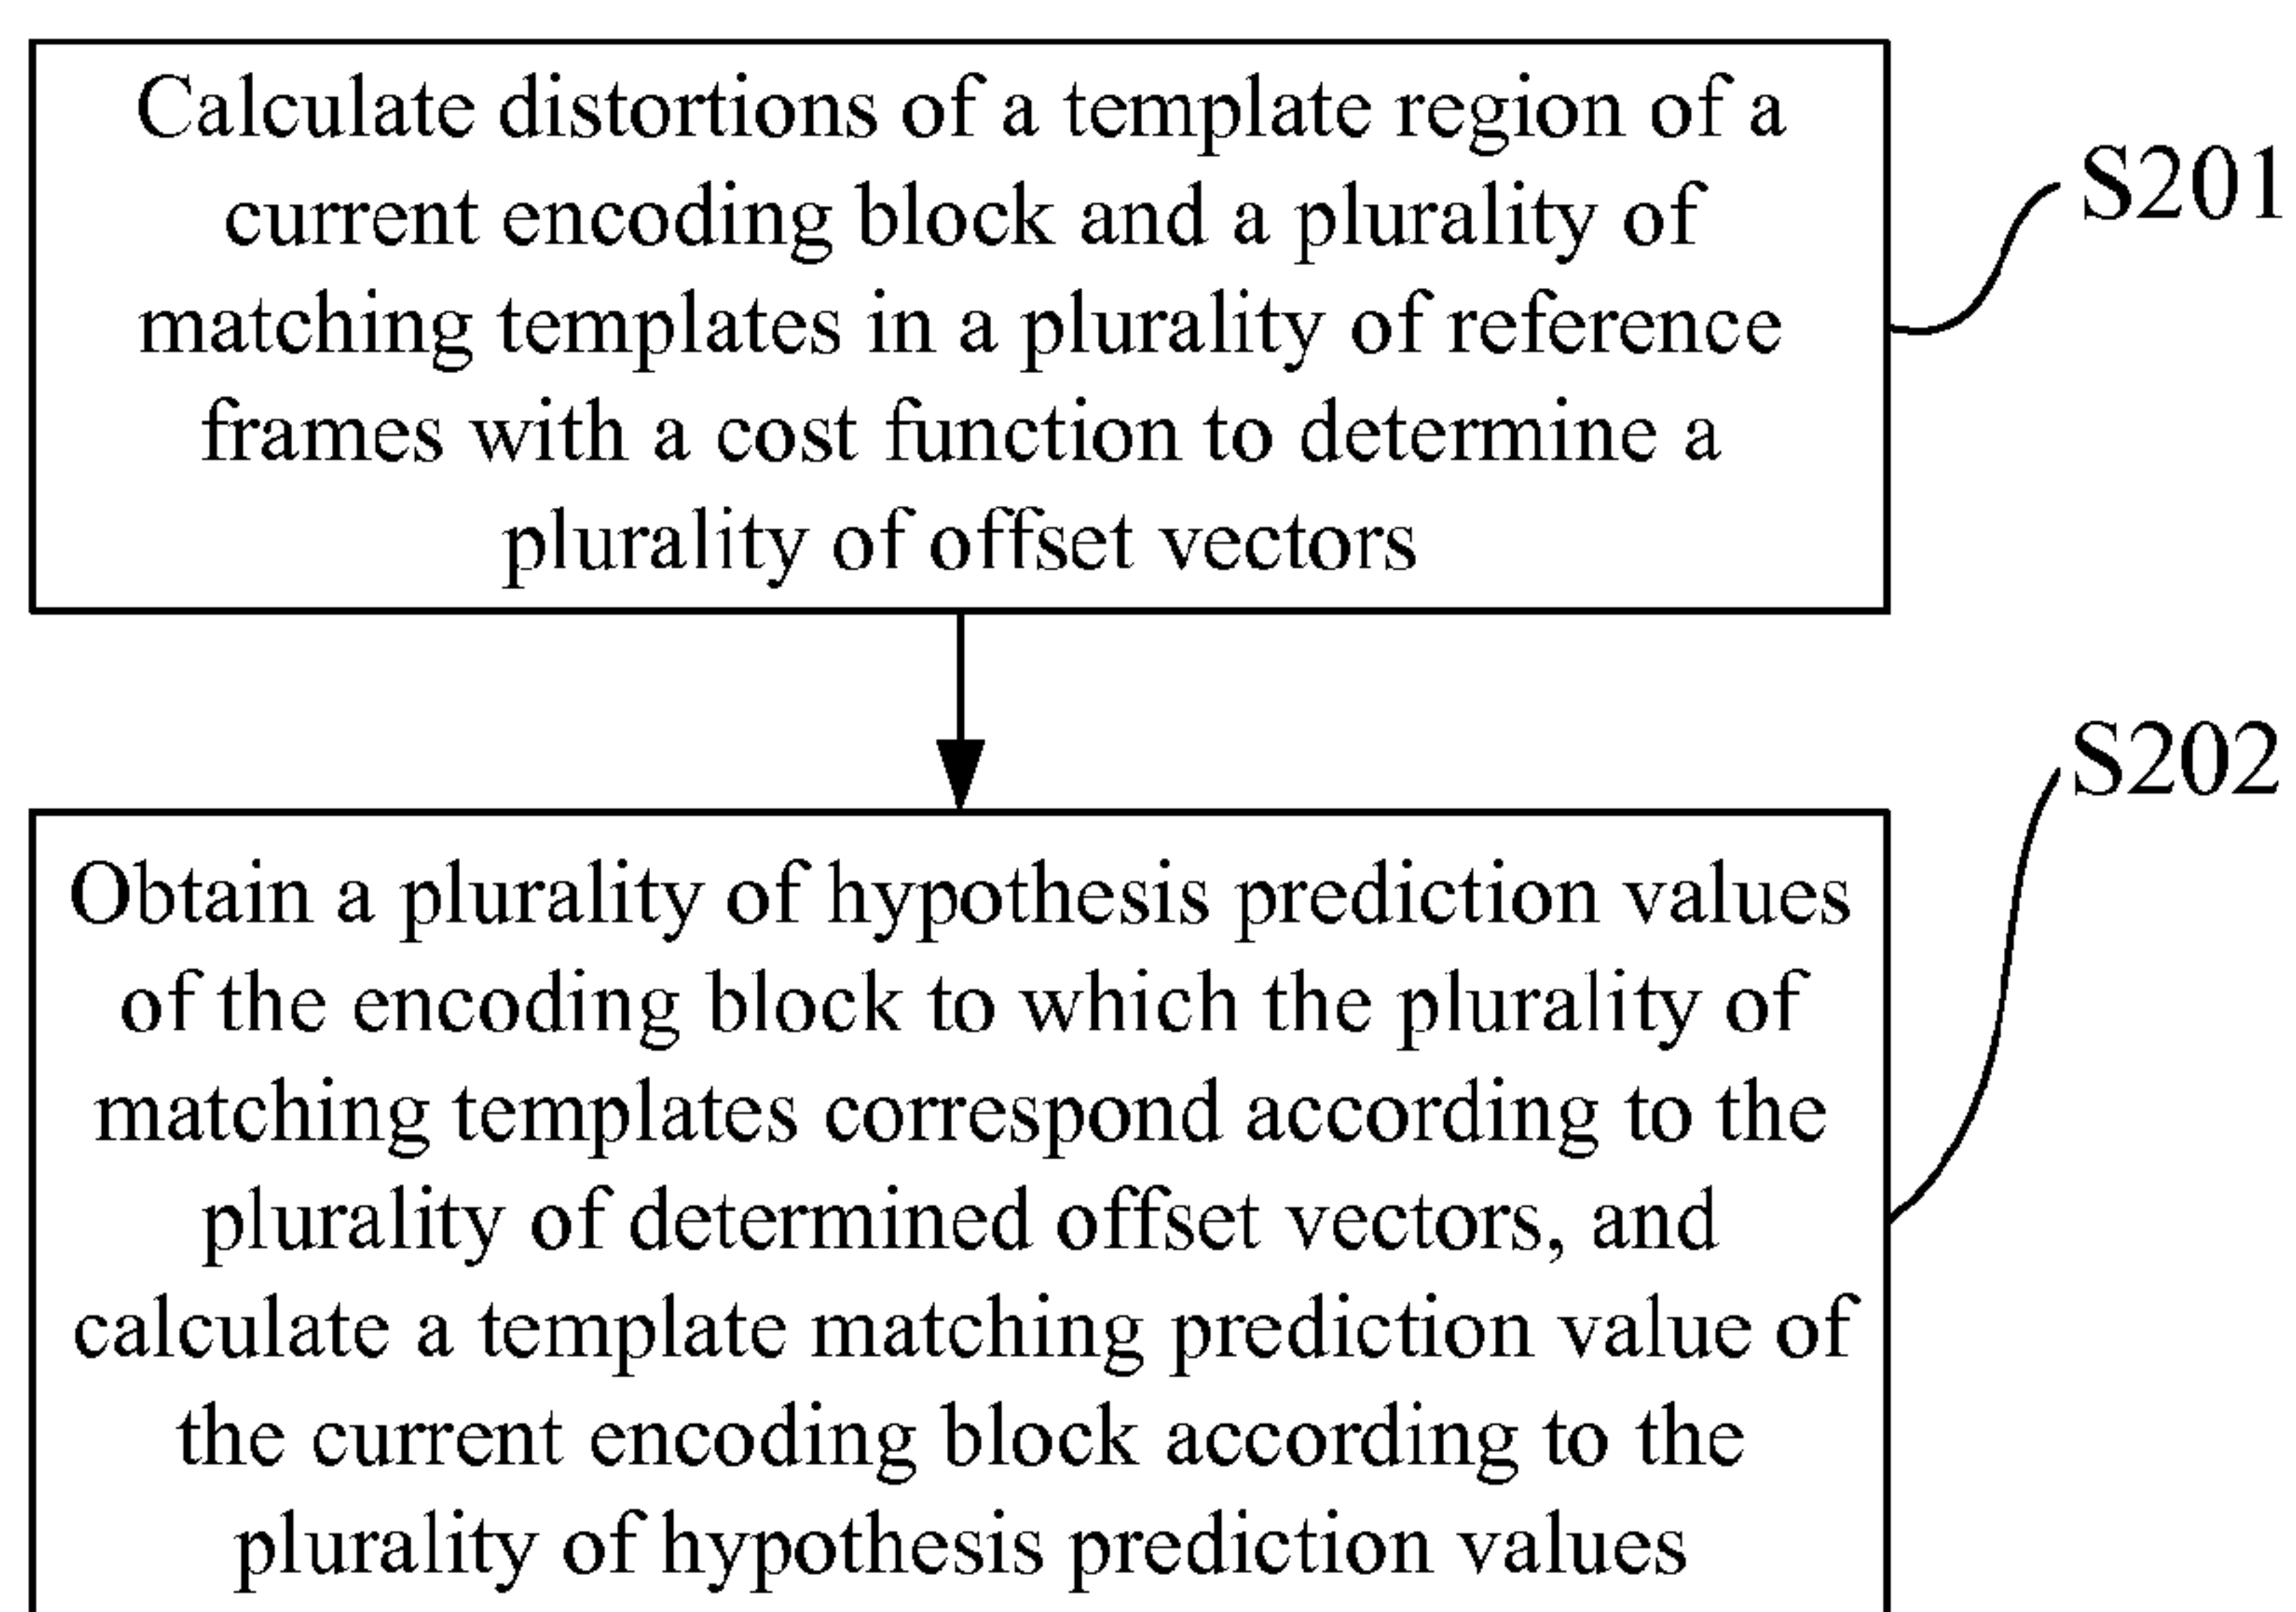 Calculate distortions of a template region of a
current encoding block and a plurality of
matching templates in a plurality of reference
frames with a cost function to determine a
plurality of offset vectors
S201
S202
Obtain a plurality of hypothesis prediction values
of the encoding block to which the plurality of
matching templates correspond according to the
plurality of determined offset vectors, and
calculate a template matching prediction value of
the current encoding block according to the
plurality of hypothesis prediction values